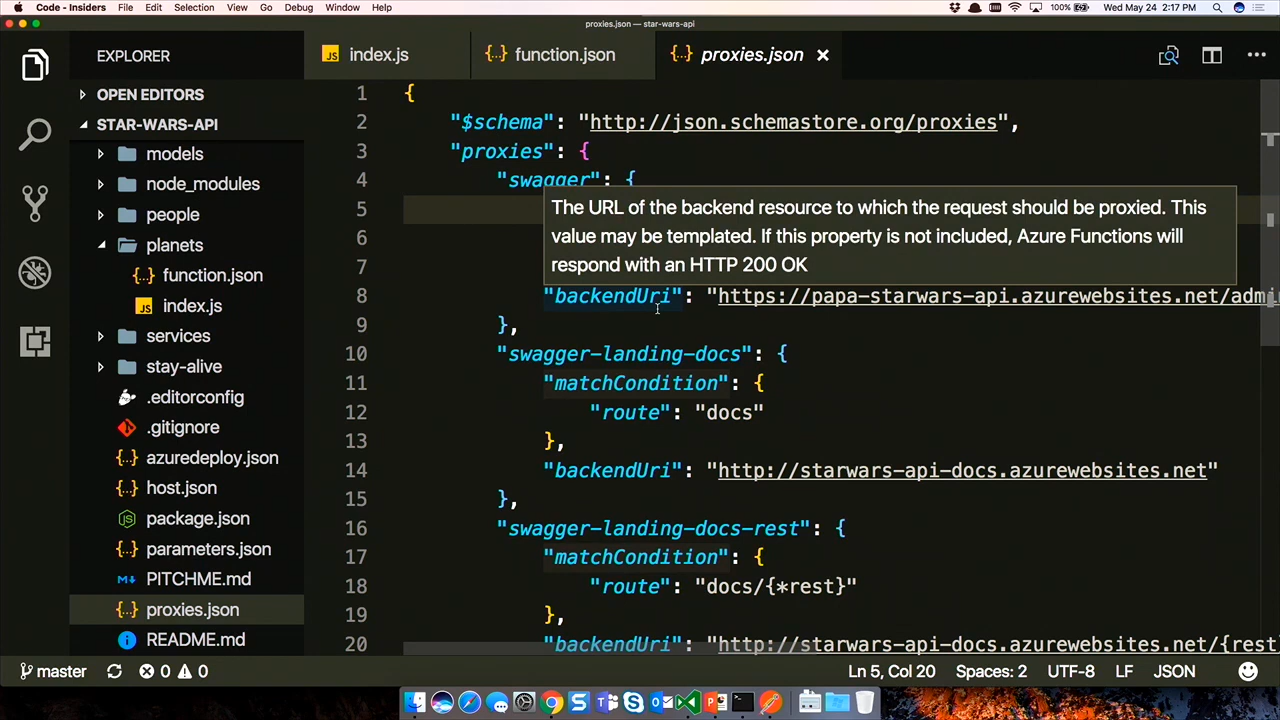 Code - Insiders File Edit Selection View Go Debug Window Help 100% Wed May 24 2:17 PM
proxies.json — star-wars-api
EXPLORER
index.js
function.json
proxies.json
OPEN EDITORS
STAR-WARS-API
models
node_modules
people
planets
function.json
index.js
services
stay-alive
.editorconfig
.gitignore
azuredeploy.json
host.json
package.json
parameters.json
PITCHME.md
proxies.json
README.md
1 {
2 "$schema": "http://json.schemastore.org/proxies",
3 "proxies": {
4 "swagger": {
5
6
7
The URL of the backend resource to which the request should be proxied. This
value may be templated. If this property is not included, Azure Functions will
respond with an HTTP 200 OK
8 "backendUri": "https://papa-starwars-api.azurewebsites.net/admi
9 },
10 "swagger-landing-docs": {
11 "matchCondition": {
12 "route": "docs"
13 },
14 "backendUri": "http://starwars-api-docs.azurewebsites.net"
15 },
16 "swagger-landing-docs-rest": {
17 "matchCondition": {
18 "route": "docs/{*rest}"
19 },
20 "backendUri": "http://starwars-api-docs.azurewebsites.net/{rest
master 0 0 Ln 5, Col 20 Spaces: 2 UTF-8 LF JSON